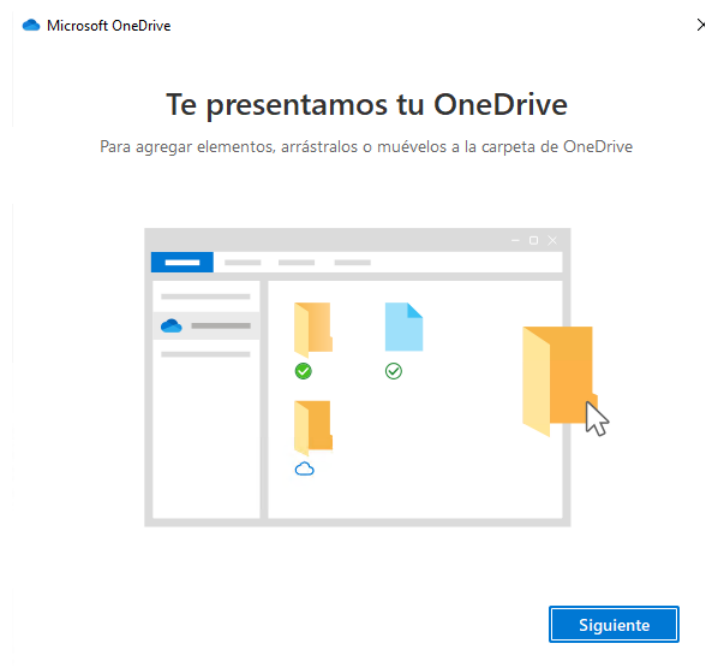 Microsoft OneDrive
Te presentamos tu OneDrive
Para agregar elementos, arrástralos o muévelos a la carpeta de OneDrive
Siguiente